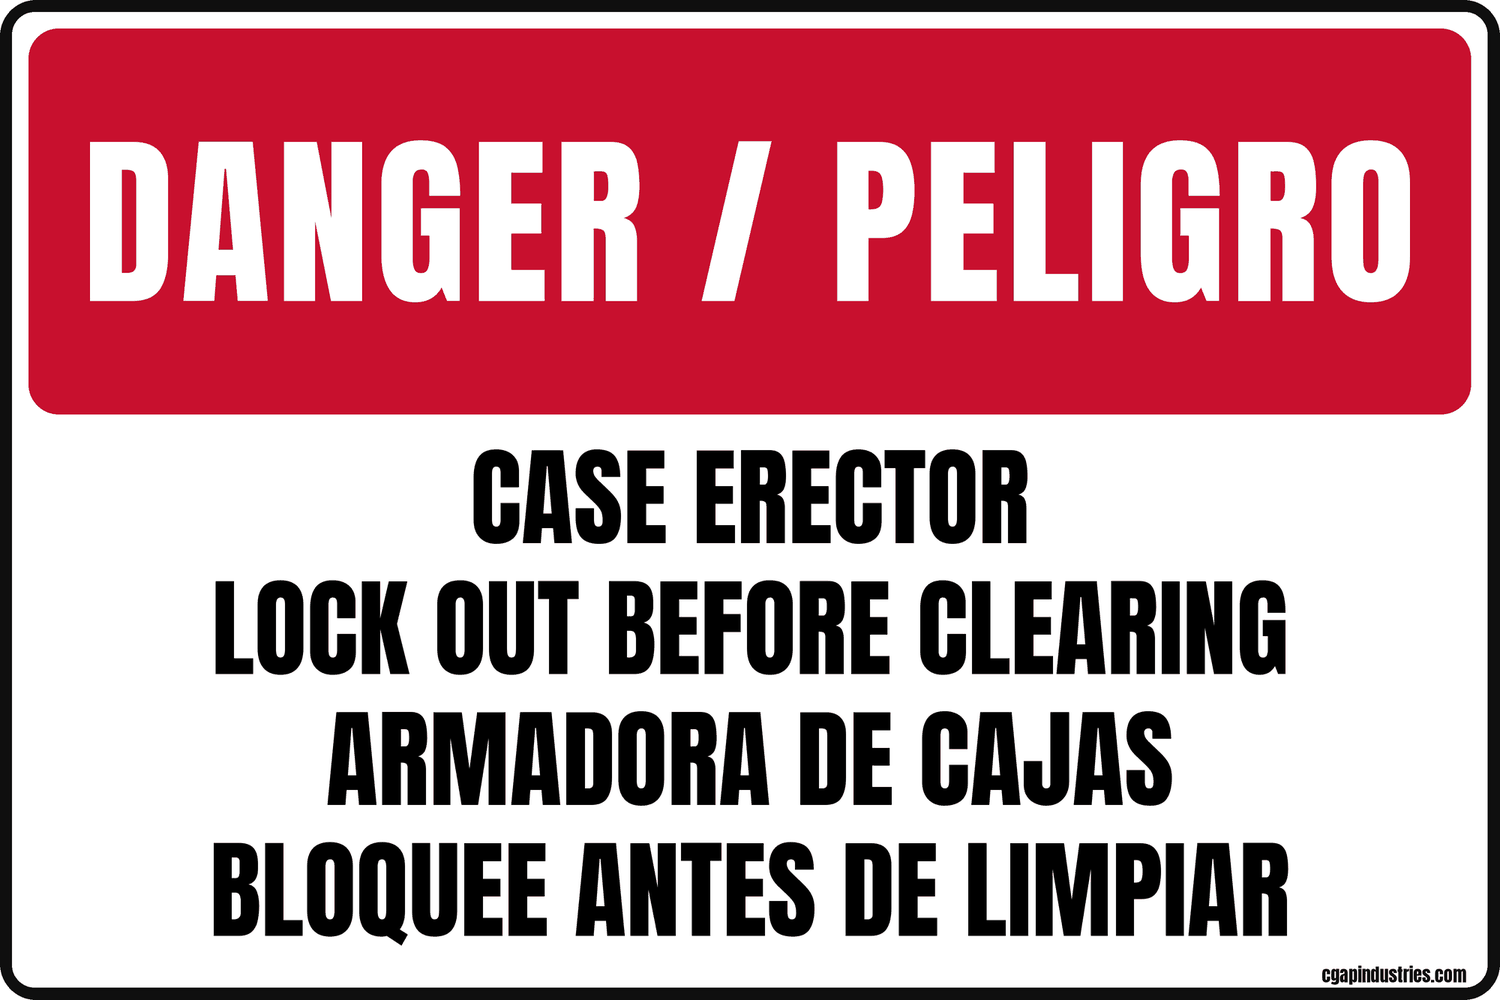 DANGER / PELIGRO
CASE ERECTOR
LOCK OUT BEFORE CLEARING
ARMADORA DE CAJAS
BLOQUEE ANTES DE LIMPIAR
cgapindustries.com